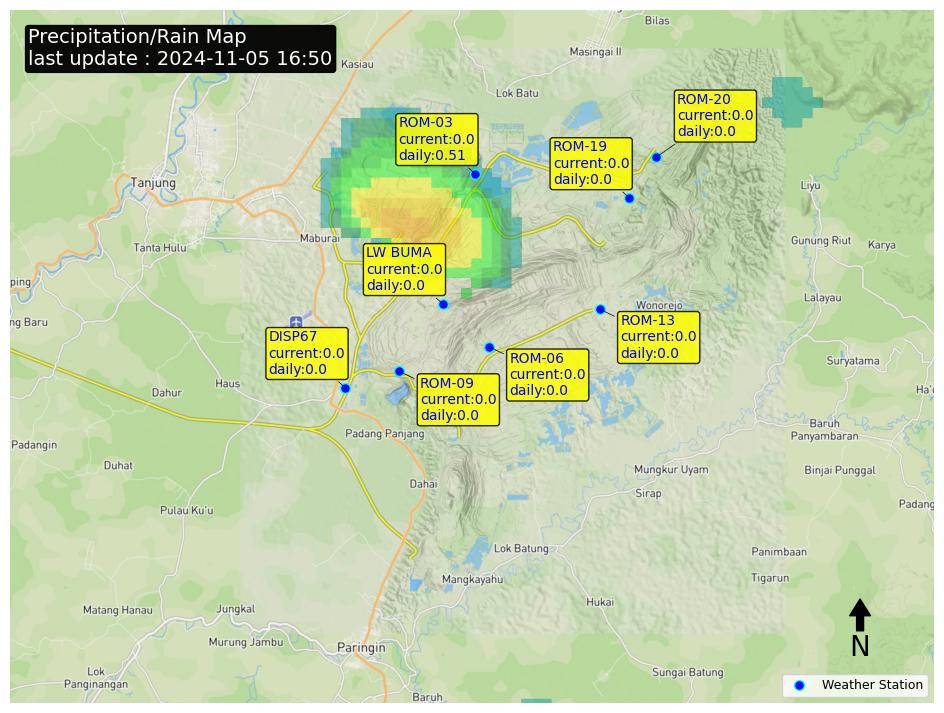 Precipitation/Rain Map
last update : 2024-11-05 16:50
Bilas
Masingai II
Kasiau
Lok Batu
ROM-20
current:0.0
daily:0.0
ROM-03
current:0.0
daily:0.51
ROM-19
current:0.0
daily:0.0
Tanjung
Liyu
Maburai
Tanta Hulu
Gunung Riut
Karya
LW BUMA
current:0.0
daily:0.0
ping
Lalayau
Wonorejo
ng Baru
ROM-13
current:0.0
daily:0.0
DISP67
current:0.0
daily:0.0
ROM-06
current:0.0
daily:0.0
Suryatama
Haus
Dahur
ROM-09
current:0.0
daily:0.0
Ha'o
Baruh
Panyambaran
Padang Panjang
Padangin
Duhat
Mungkur Uyam
Binjai Punggal
Dahai
Sirap
Padang
Pulau Ku'u
Lok Batung
Panimbaan
Mangkayahu
Tigarun
Hukai
Matang Hanau
Jungkal
Murung Jambu
Paringin
N
Lok
Panginangan
Sungai Batung
Weather Station
Baruh